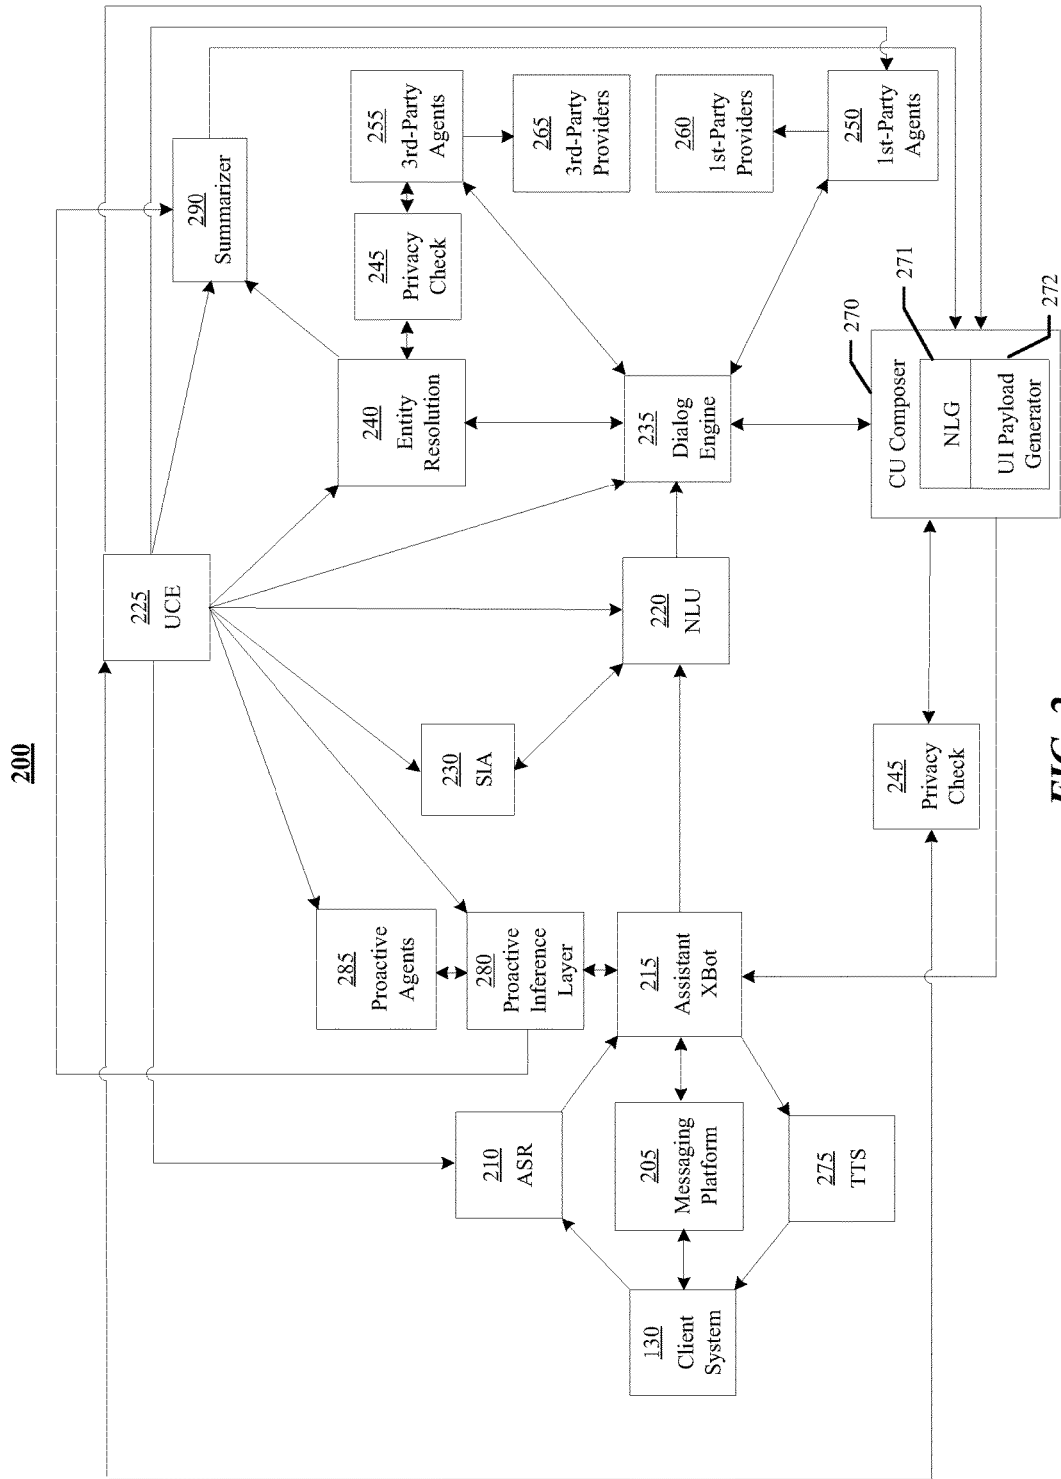 200
290
Summarizer
255
3rd-Party
Agents
265
3rd-Party
Providers
260
1st-Party
Providers
250
1st-Party
Agents
245
Privacy
Check
240
Entity
Resolution
235
Dialog
Engine
270
271
272
CU Composer
NLG
UI Payload
Generator
225
UCE
220
NLU
230
SIA
245
Privacy
Check
285
Proactive
Agents
280
Proactive
Inference
Layer
215
Assistant
XBot
210
ASR
205
Messaging
Platform
275
TTS
130
Client
System